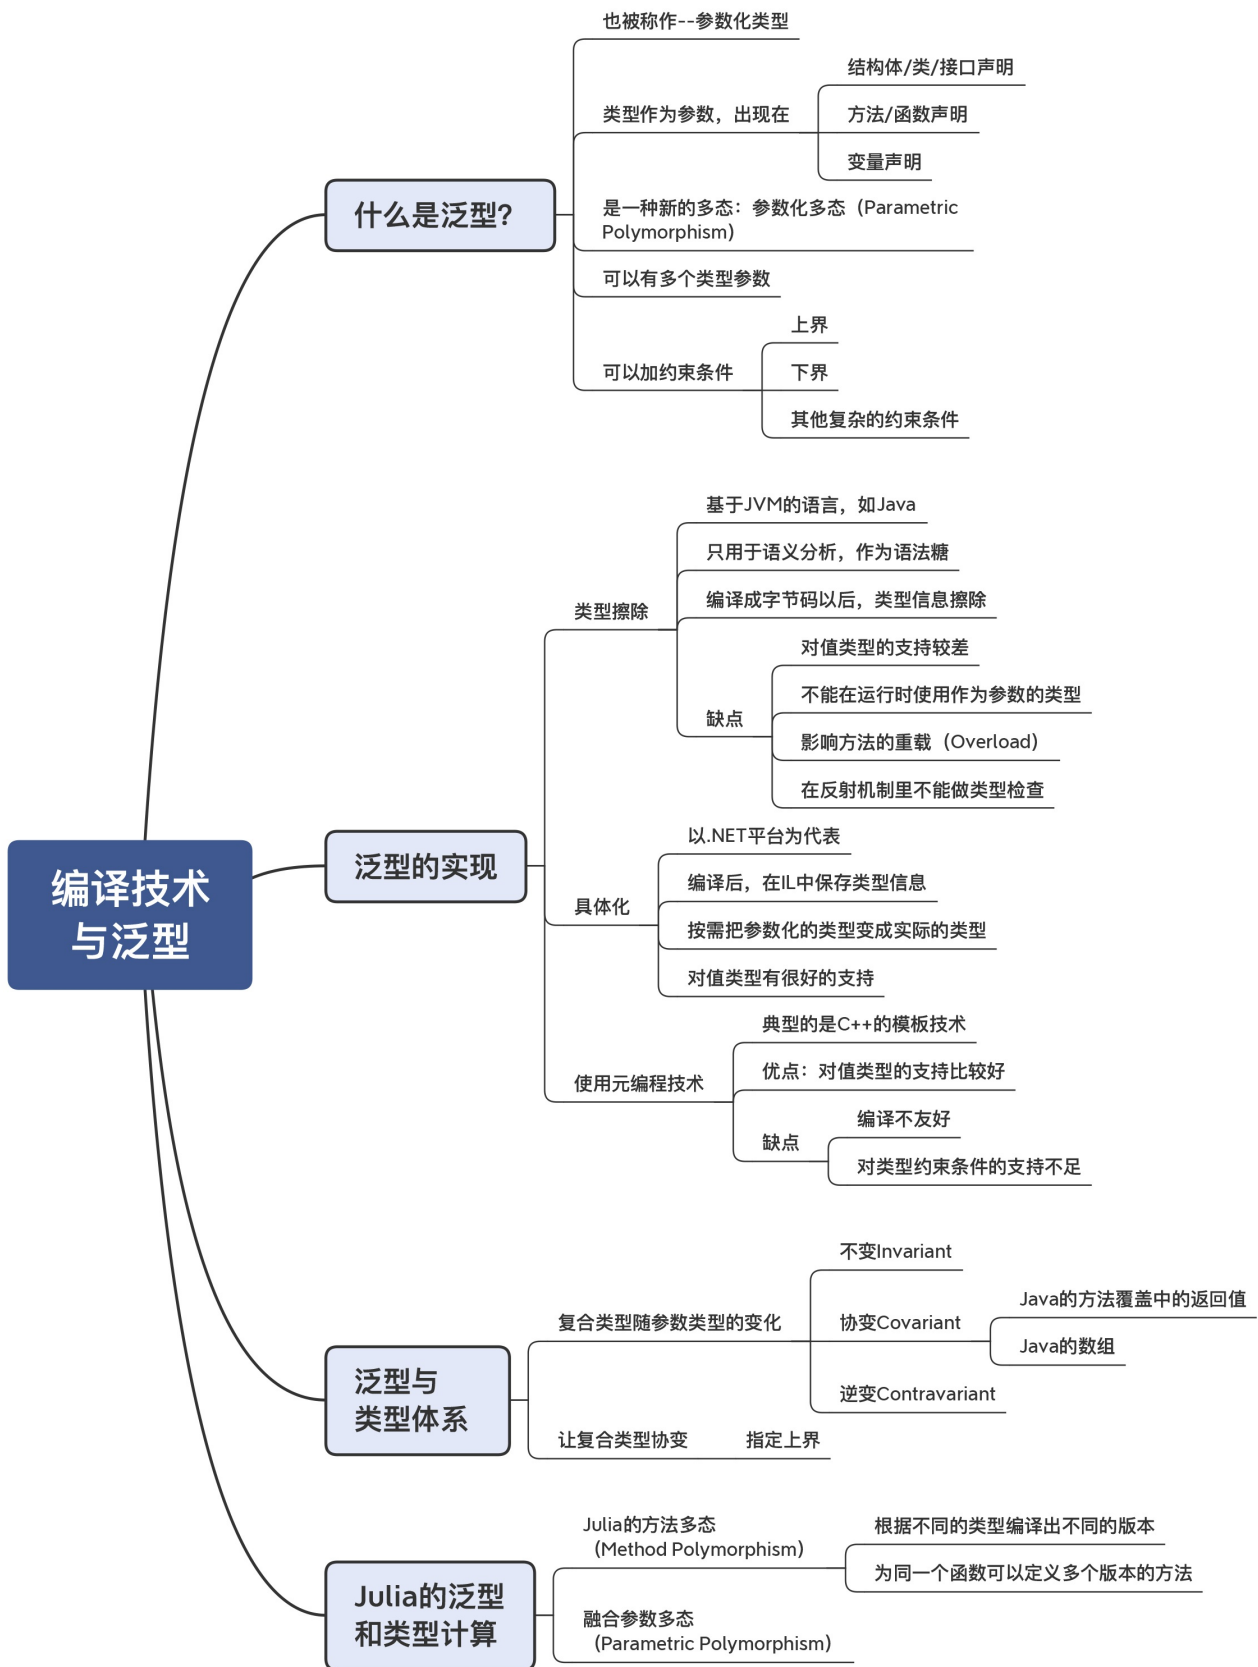 编译技术
与泛型
什么是泛型？
也被称作--参数化类型
类型作为参数，出现在
结构体/类/接口声明
方法/函数声明
变量声明
是一种新的多态：参数化多态（Parametric
Polymorphism）
可以有多个类型参数
可以加约束条件
上界
下界
其他复杂的约束条件
泛型的实现
类型擦除
基于JVM的语言，如Java
只用于语义分析，作为语法糖
编译成字节码以后，类型信息擦除
缺点
对值类型的支持较差
不能在运行时使用作为参数的类型
影响方法的重载（Overload）
在反射机制里不能做类型检查
具体化
以.NET平台为代表
编译后，在IL中保存类型信息
按需把参数化的类型变成实际的类型
对值类型有很好的支持
使用元编程技术
典型的是C++的模板技术
优点：对值类型的支持比较好
缺点
编译不友好
对类型约束条件的支持不足
泛型与
类型体系
复合类型随参数类型的变化
不变Invariant
协变Covariant
Java的方法覆盖中的返回值
Java的数组
逆变Contravariant
让复合类型协变
指定上界
Julia的泛型
和类型计算
Julia的方法多态
（Method Polymorphism）
根据不同的类型编译出不同的版本
为同一个函数可以定义多个版本的方法
融合参数多态
（Parametric Polymorphism）